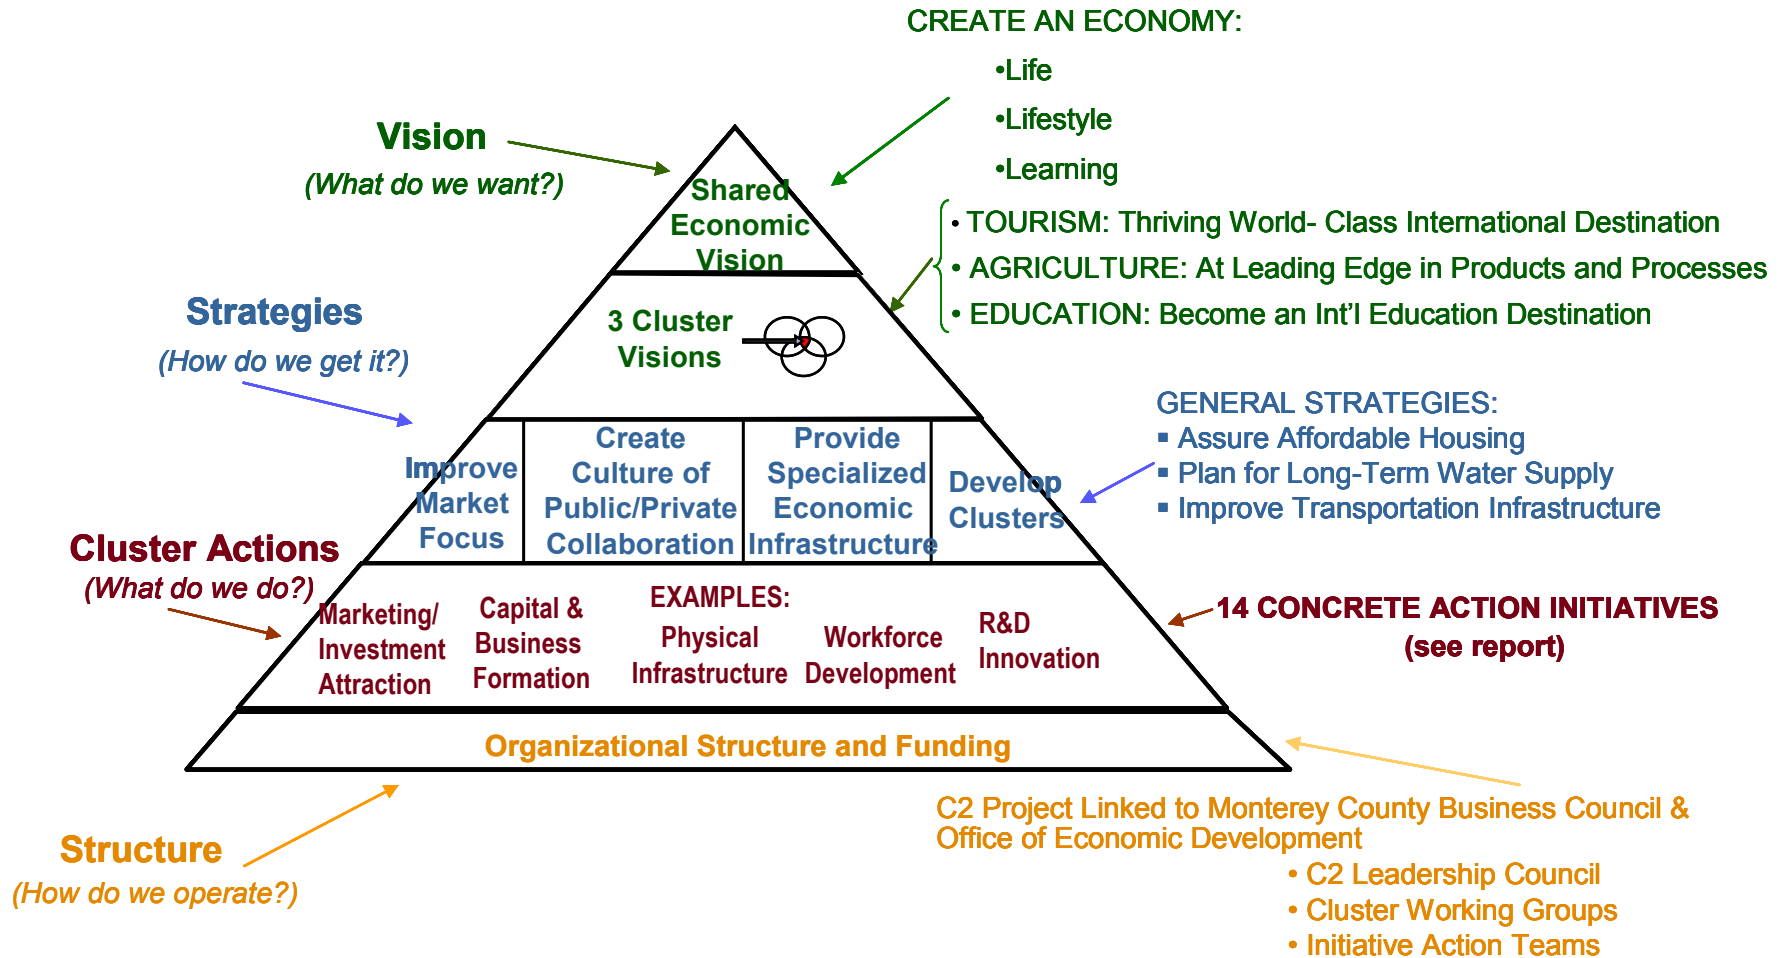 CREATE AN ECONOMY:
•Life
•Lifestyle
•Learning
Vision
(What do we want?)
Shared
Economic
Vision
• TOURISM: Thriving World- Class International Destination
• AGRICULTURE: At Leading Edge in Products and Processes
• EDUCATION: Become an Int’l Education Destination
Strategies
(How do we get it?)
3 Cluster
Visions
GENERAL STRATEGIES:
▪ Assure Affordable Housing
▪ Plan for Long-Term Water Supply
▪ Improve Transportation Infrastructure
Improve
Market
Focus
Create
Culture of
Public/Private
Collaboration
Provide
Specialized
Economic
Infrastructure
Develop
Clusters
Cluster Actions
(What do we do?)
EXAMPLES:
Marketing/
Investment
Attraction
Capital &
Business
Formation
Physical
Infrastructure
Workforce
Development
R&D
Innovation
14 CONCRETE ACTION INITIATIVES
(see report)
Organizational Structure and Funding
Structure
(How do we operate?)
C2 Project Linked to Monterey County Business Council &
Office of Economic Development
• C2 Leadership Council
• Cluster Working Groups
• Initiative Action Teams